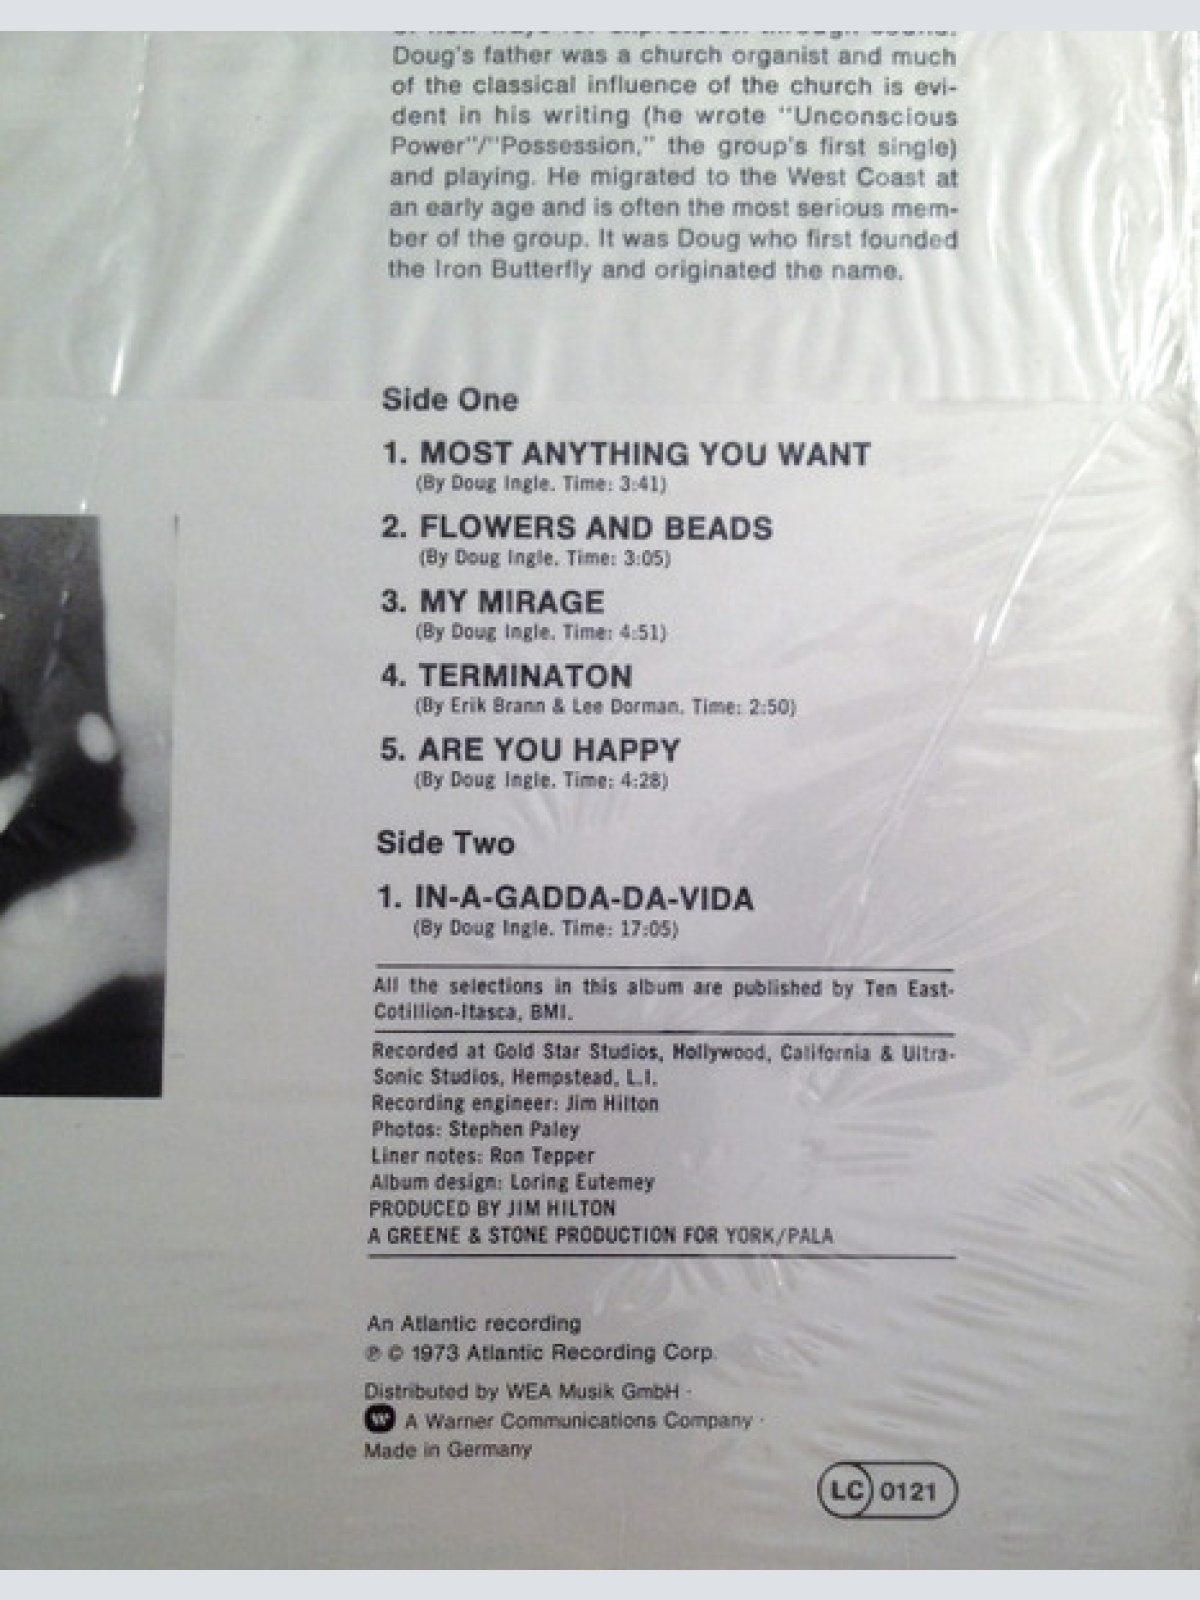 of new ways for expression through sound.
Doug's father was a church organist and much
of the classical influence of the church is evi-
dent in his writing (he wrote "Unconscious
Power"/"Possession," the group's first single)
and playing. He migrated to the West Coast at
an early age and is often the most serious mem-
ber of the group. It was Doug who first founded
the Iron Butterfly and originated the name.
Side One
1. MOST ANYTHING YOU WANT
(By Doug Ingle. Time: 3:41)
2. FLOWERS AND BEADS
(By Doug Ingle. Time: 3:05)
3. MY MIRAGE
(By Doug Ingle. Time: 4:51)
4. TERMINATON
(By Erik Brann & Lee Dorman. Time: 2:50)
5. ARE YOU HAPPY
(By Doug Ingle. Time: 4:28)
Side Two
1. IN-A-GADDA-DA-VIDA
(By Doug Ingle. Time: 17:05)
All the selections in this album are published by Ten East-
Cotillion-Itasca, BMI.
Recorded at Gold Star Studios, Hollywood, California & Ultra-
Sonic Studios, Hempstead, L.I.
Recording engineer: Jim Hilton
Photos: Stephen Paley
Liner notes: Ron Tepper
Album design: Loring Eutemey
PRODUCED BY JIM HILTON
A GREENE & STONE PRODUCTION FOR YORK/PALA
An Atlantic recording
℗ © 1973 Atlantic Recording Corp.
Distributed by WEA Musik GmbH ·
W A Warner Communications Company ·
Made in Germany
LC 0121